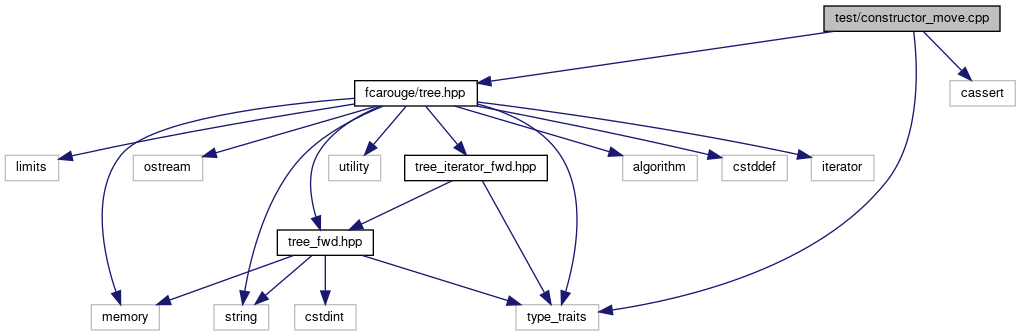 test/constructor_move.cpp
fcarouge/tree.hpp
cassert
limits
ostream
utility
tree_iterator_fwd.hpp
algorithm
cstddef
iterator
tree_fwd.hpp
memory
string
cstdint
type_traits